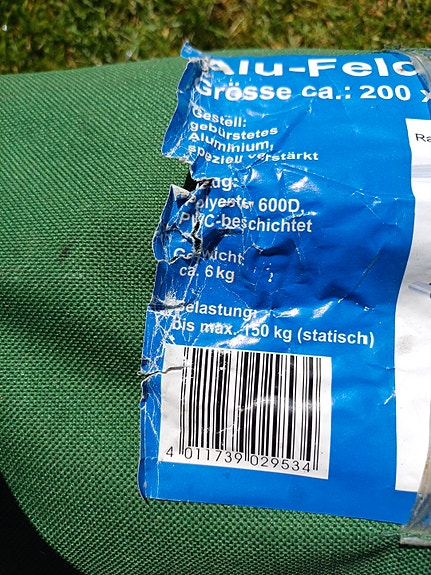 Alu-Feld
Grösse ca.: 200 x
Gestell:
gebürstetes
Aluminium,
speziell verstärkt
Polyester 600D,
PVC-beschichtet
Gewicht
ca. 6 kg
Belastung:
bis max. 150 kg (statisch)
4 011739 029534
Ra